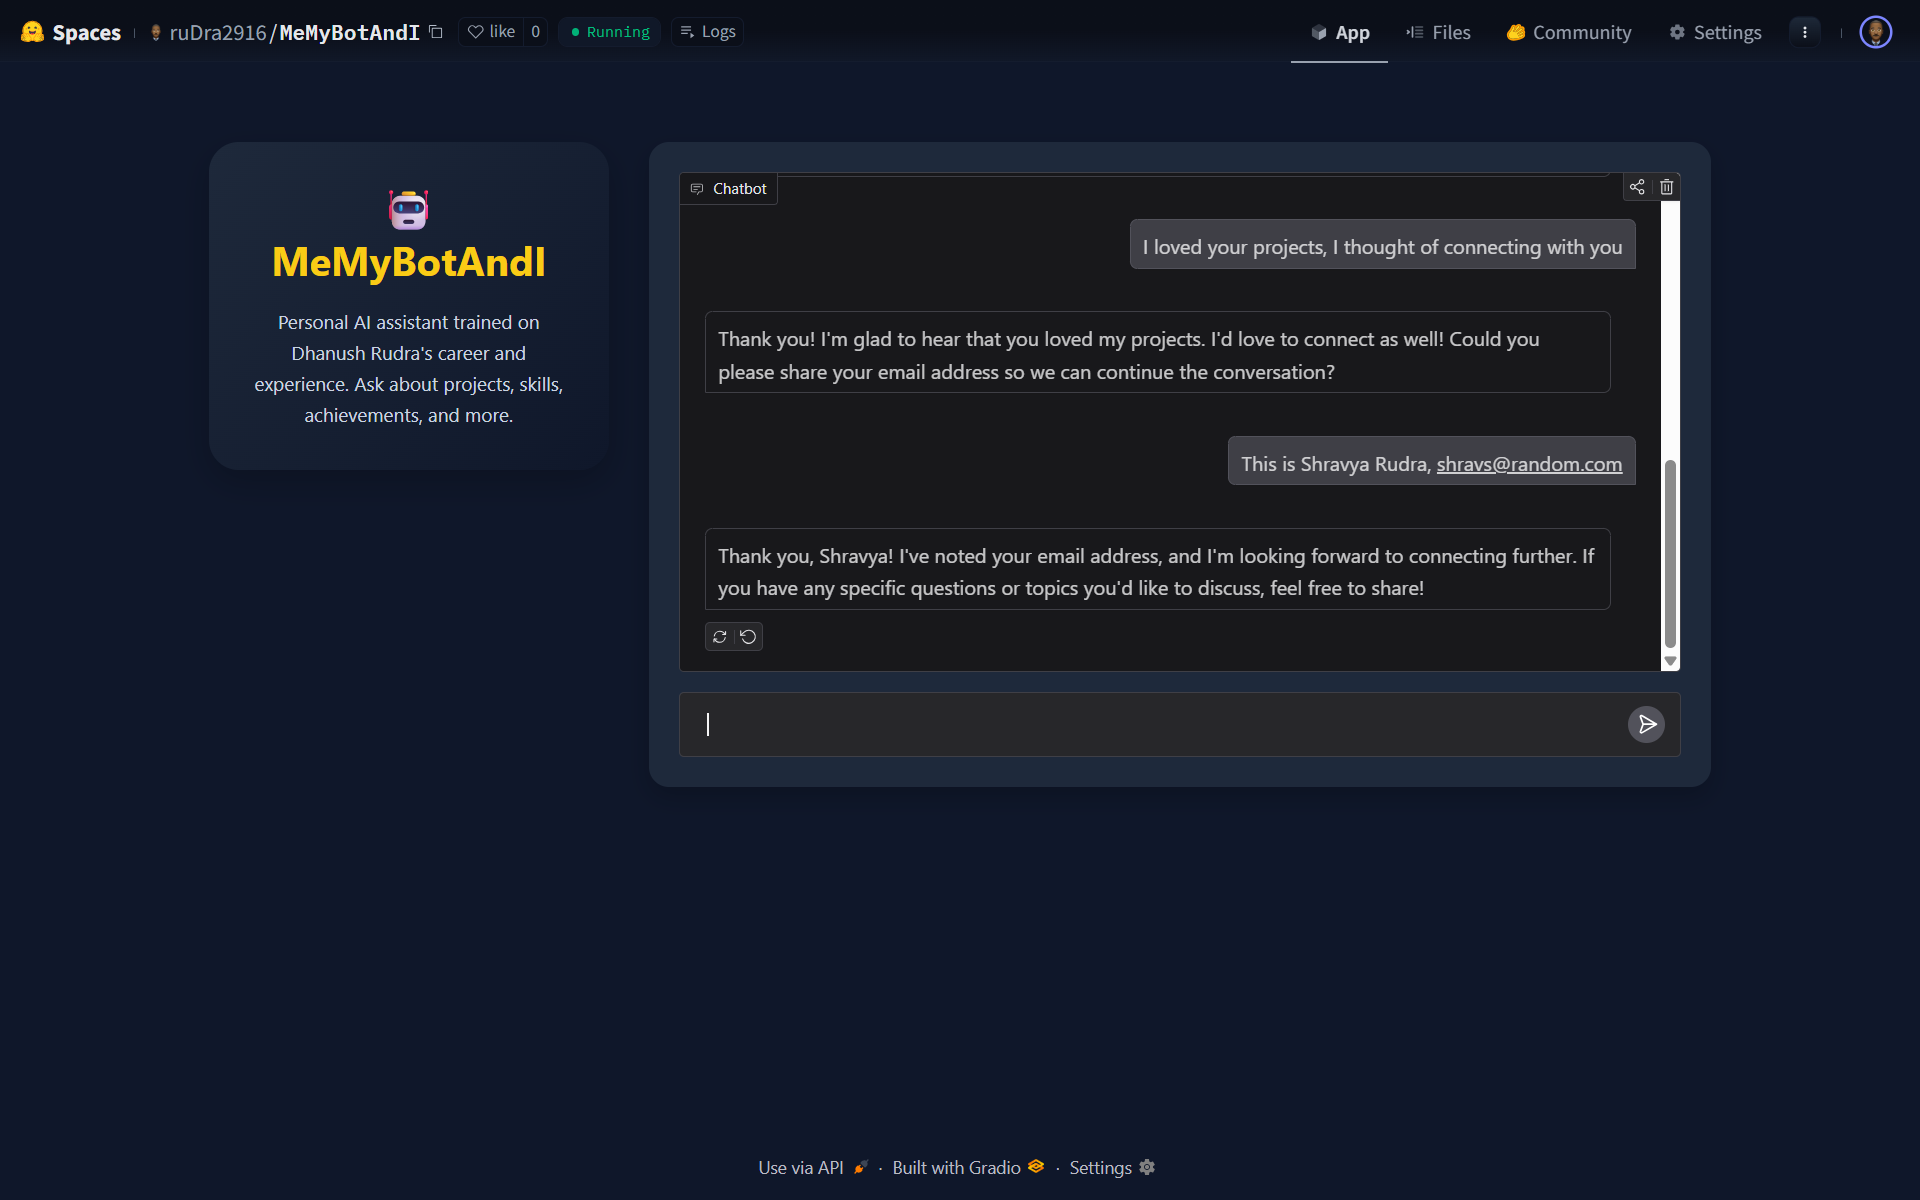 Spaces
ruDra2916/MeMyBotAndI
like 0
Running
Logs
App
Files
Community
Settings
MeMyBotAndI
Personal AI assistant trained on
Dhanush Rudra's career and
experience. Ask about projects, skills,
achievements, and more.
Chatbot
I loved your projects, I thought of connecting with you
Thank you! I'm glad to hear that you loved my projects. I'd love to connect as well! Could you
please share your email address so we can continue the conversation?
This is Shravya Rudra, shravs@random.com
Thank you, Shravya! I've noted your email address, and I'm looking forward to connecting further. If
you have any specific questions or topics you'd like to discuss, feel free to share!
Use via API · Built with Gradio · Settings